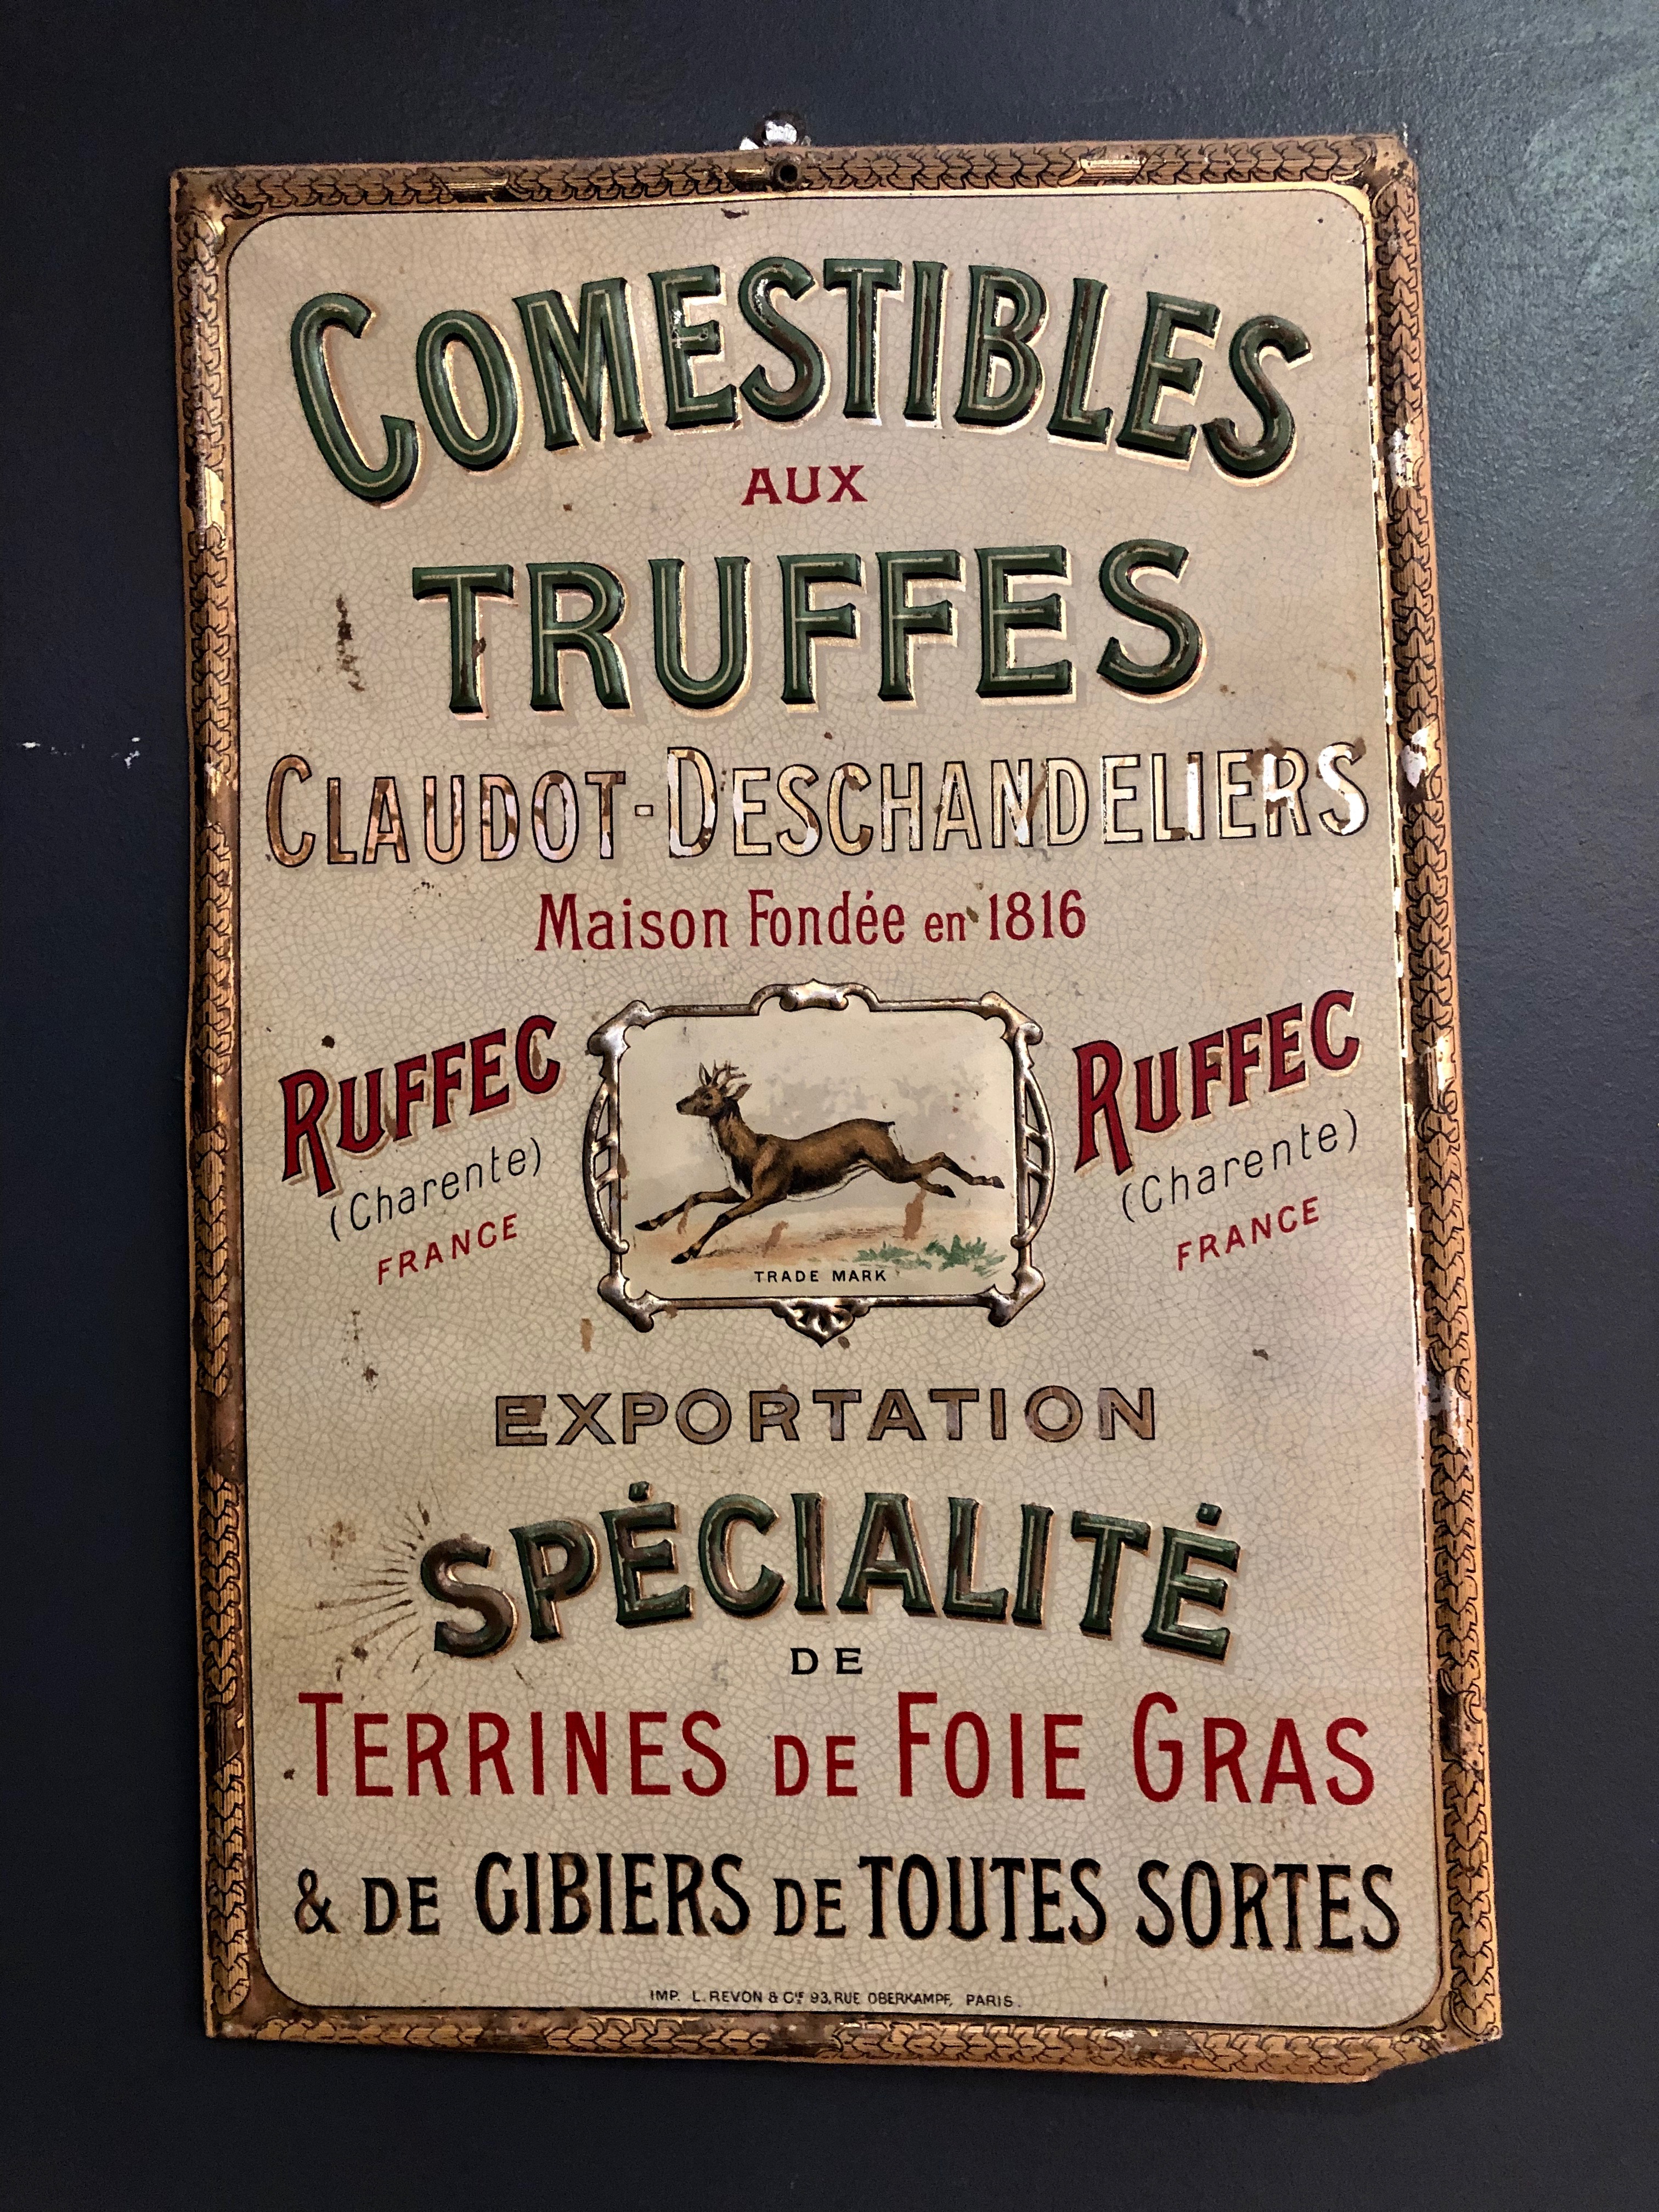 COMESTIBLES
AUX
TRUFFES
CLAUDOT-DESCHANDELIERS
Maison Fondée en 1816
RUFFEC
(Charente)
FRANCE
TRADE MARK
RUFFEC
(Charente)
FRANCE
EXPORTATION
SPÉCIALITÉ
DE
TERRINES DE FOIE GRAS
& DE GIBIERS DE TOUTES SORTES
IMP. L. REVON & Cie 93, RUE OBERKAMPF, PARIS.